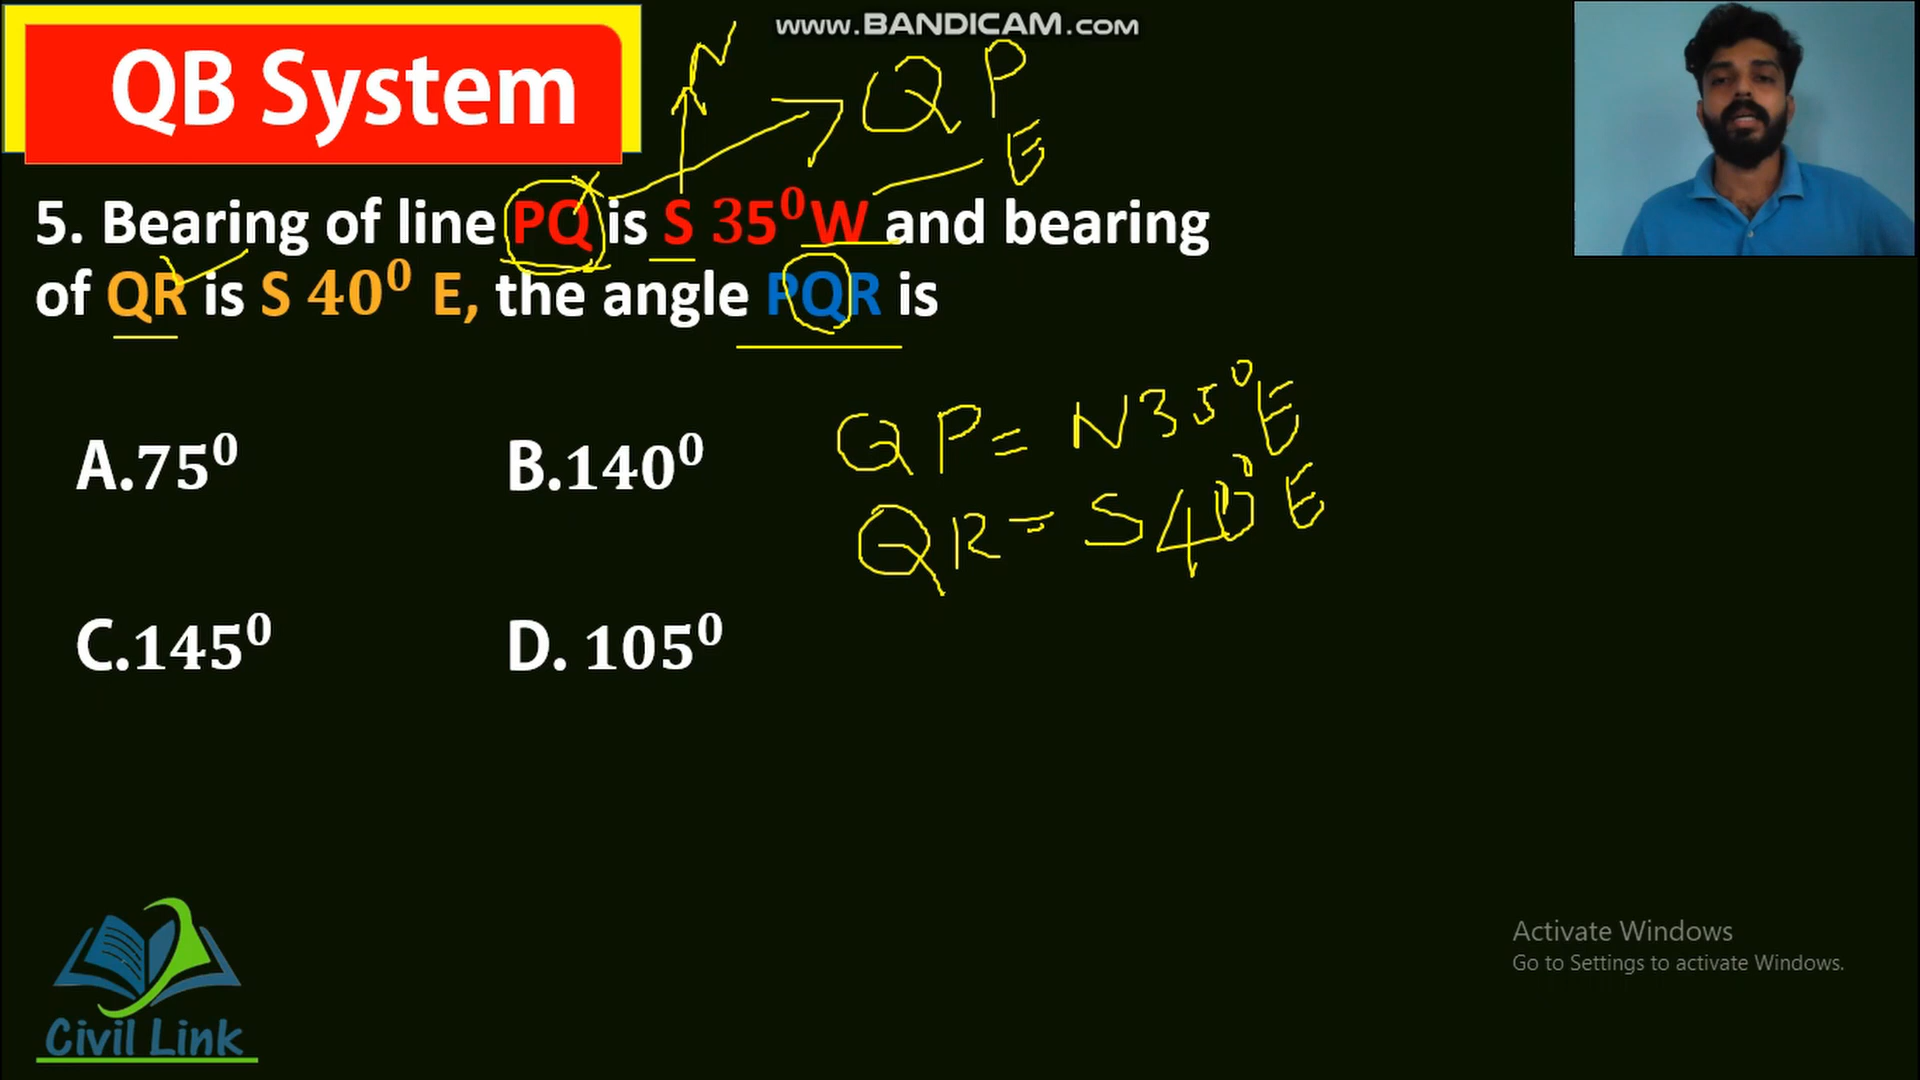 www.BANDICAM.com
QB System
N
QP
E
5. Bearing of line PQ is S 35⁰W and bearing
of QR is S 40⁰ E, the angle PQR is
A.75⁰
B.140⁰
QP= N35⁰E
QR= S40⁰E
C.145⁰
D. 105⁰
Activate Windows
Go to Settings to activate Windows.
Civil Link